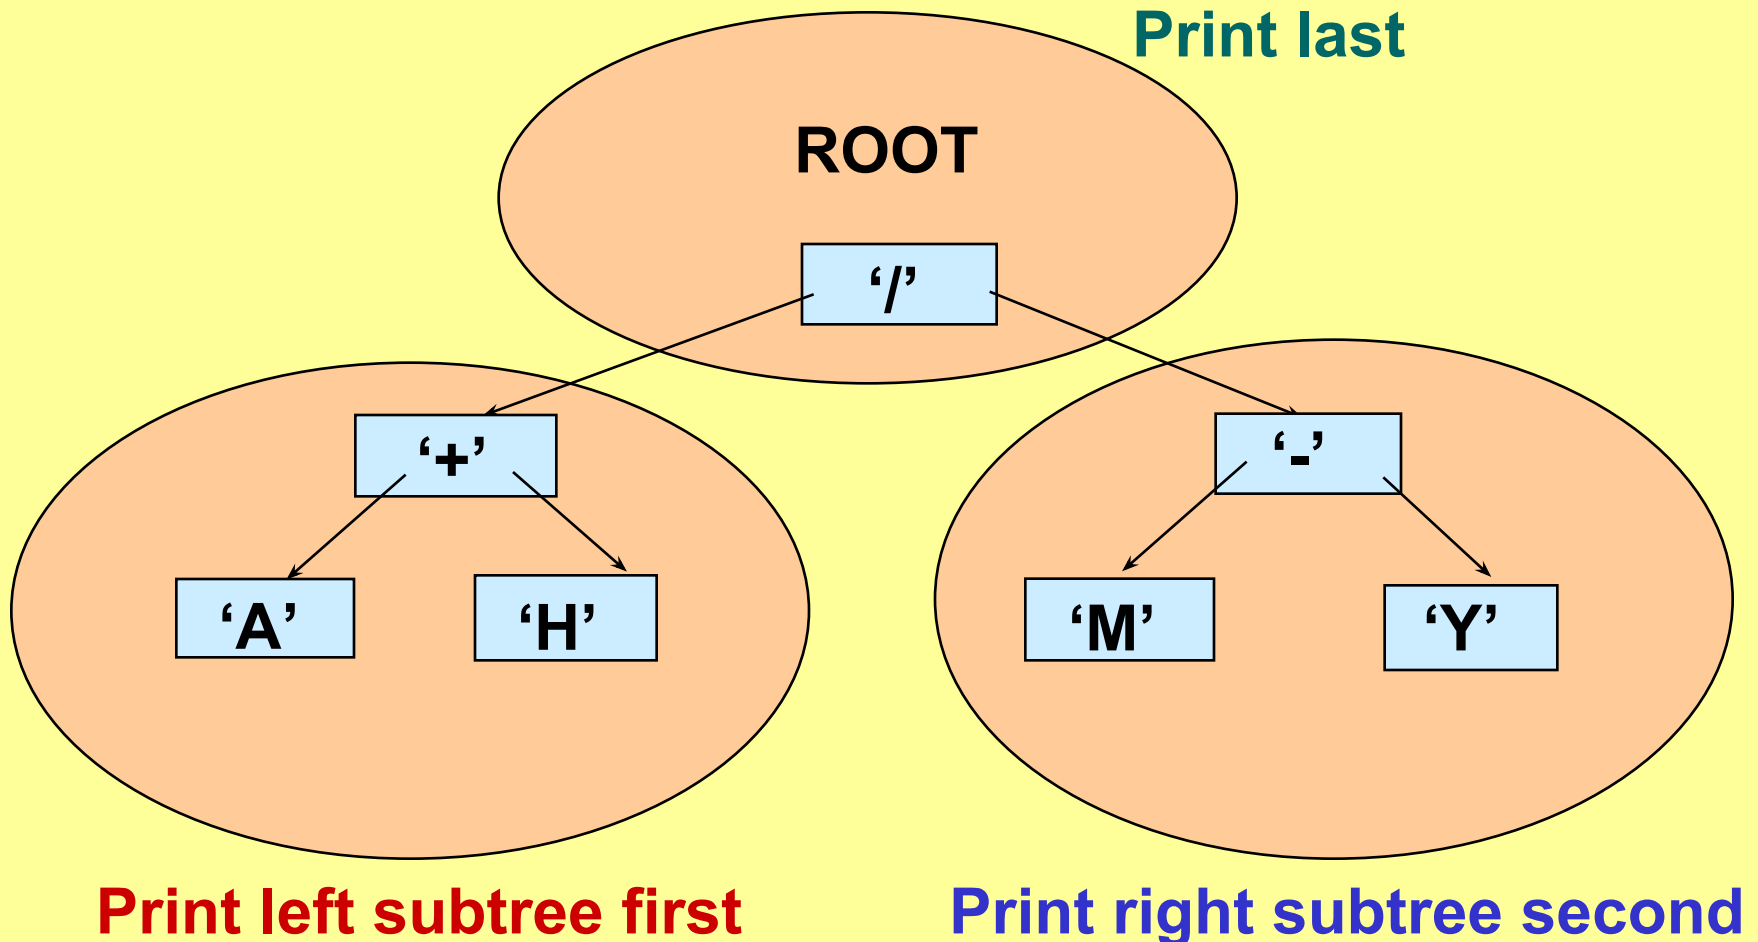 Print last
ROOT
‘/’
‘+’ ‘-’
‘A’ ‘H’ ‘M’ ‘Y’
Print left subtree first Print right subtree second